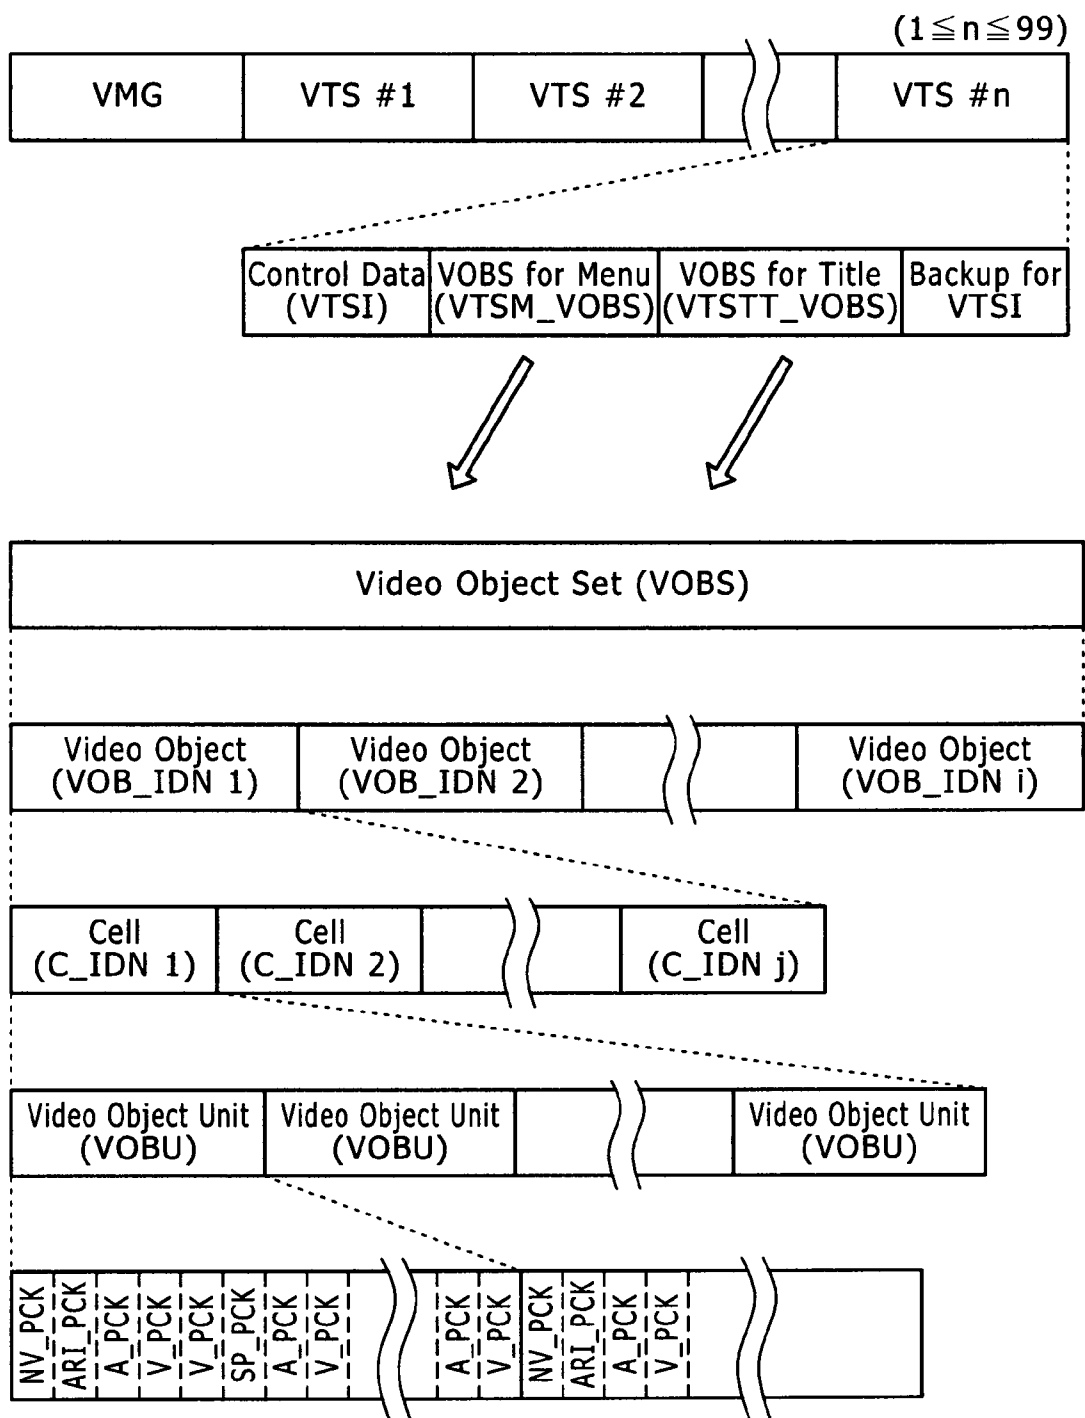 (1≦n≦99)
VMG VTS #1 VTS #2 VTS #n
Control Data VOBS for Menu VOBS for Title Backup for
(VTSI) (VTSM_VOBS) (VTSTT_VOBS) VTSI
Video Object Set (VOBS)
Video Object Video Object Video Object
(VOB_IDN 1) (VOB_IDN 2) (VOB_IDN i)
Cell Cell Cell
(C_IDN 1) (C_IDN 2) (C_IDN j)
Video Object Unit Video Object Unit Video Object Unit
(VOBU) (VOBU) (VOBU)
NV_PCK ARI_PCK A_PCK V_PCK V_PCK SP_PCK A_PCK V_PCK A_PCK V_PCK NV_PCK ARI_PCK A_PCK V_PCK